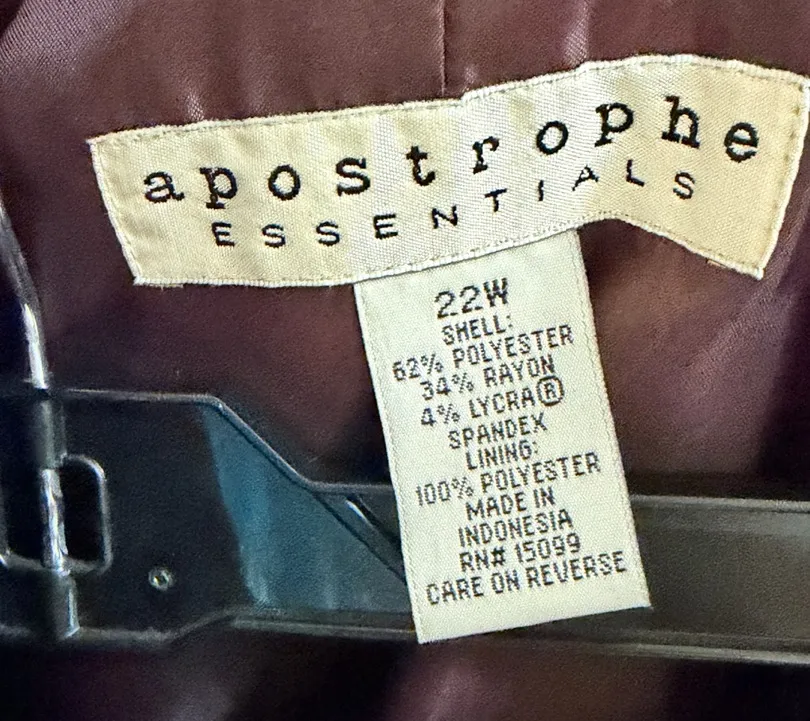 apostrophe
ESSENTIALS
22W
SHELL:
62% POLYESTER
34% RAYON
4% LYCRA®
SPANDEX
LINING:
100% POLYESTER
MADE IN
INDONESIA
RN# 15099
CARE ON REVERSE